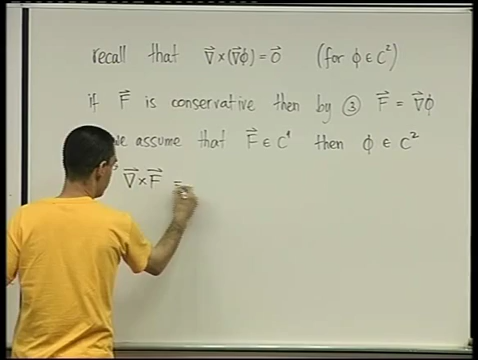 recall that ∇⃗×(∇⃗ϕ)=0⃗ (for ϕ∈C²)
if F⃗ is conservative then by ③ F⃗ = ∇⃗ϕ
we assume that F⃗ ∈ C¹ then ϕ ∈ C²
∇⃗×F⃗ =